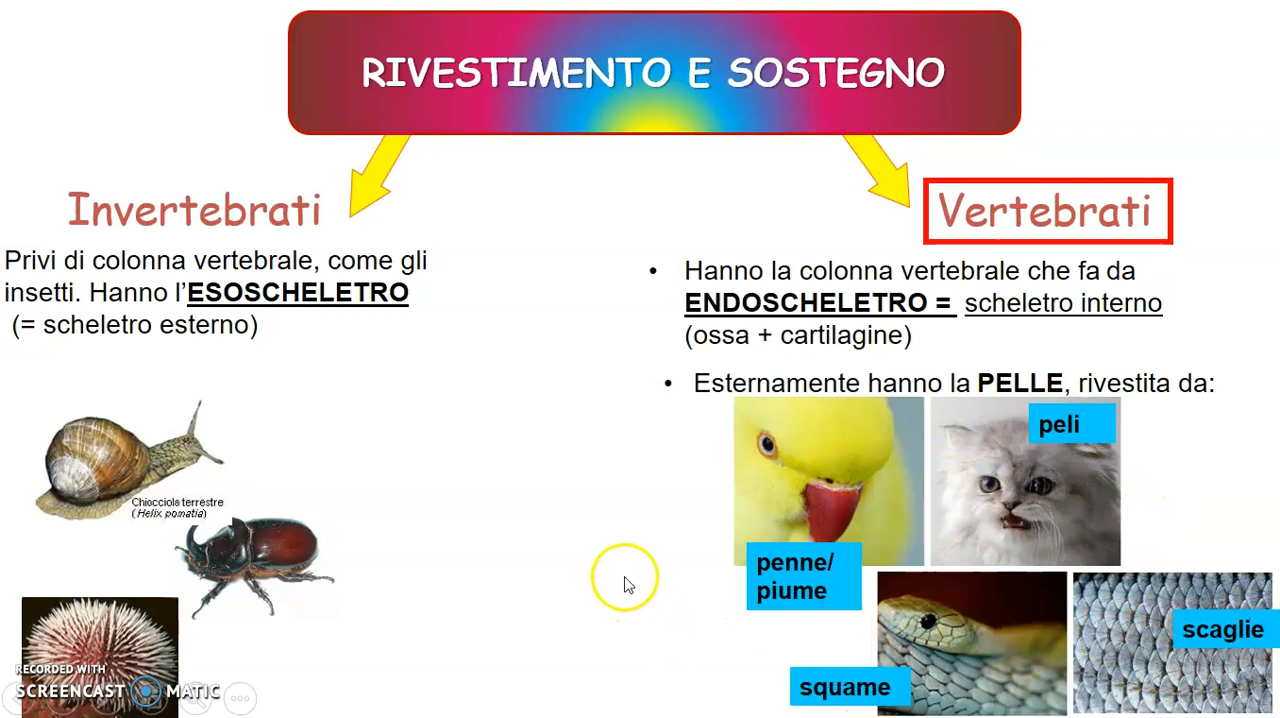 RIVESTIMENTO E SOSTEGNO
Invertebrati
Privi di colonna vertebrale, come gli
insetti. Hanno l'ESOSCHELETRO
(= scheletro esterno)
Chiocciola terrestre
(Helix pomatia)
RECORDED WITH
SCREENCAST MATIC
Vertebrati
• Hanno la colonna vertebrale che fa da
ENDOSCHELETRO = scheletro interno
(ossa + cartilagine)
• Esternamente hanno la PELLE, rivestita da:
peli
penne/
piume
scaglie
squame